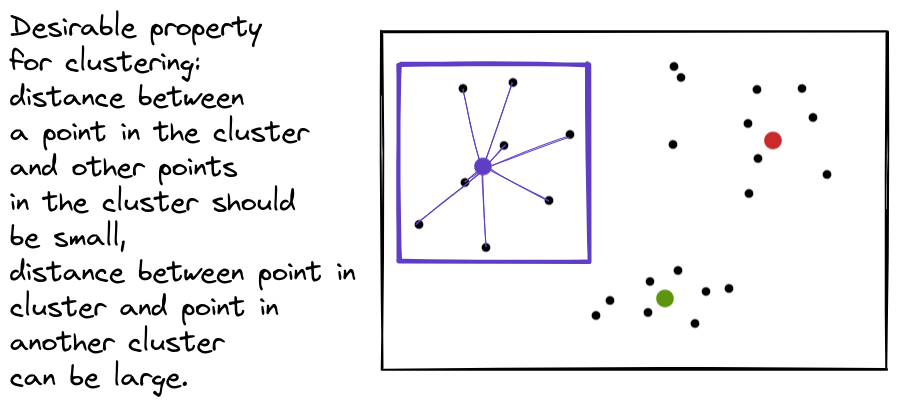 Desirable property
for clustering:
distance between
a point in the cluster
and other points
in the cluster should
be small,
distance between point in
cluster and point in
another cluster
can be large.